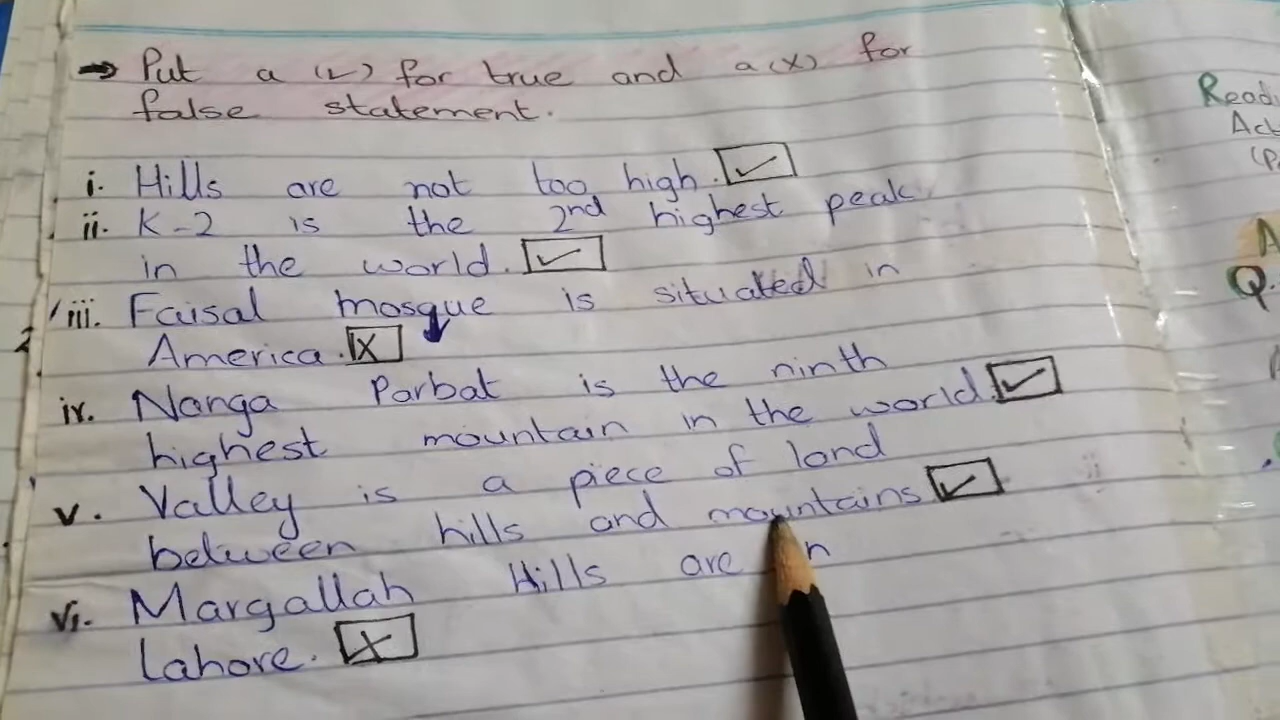 → Put a (✓) for true and a (X) for
false statement.
i. Hills are not too high. ✓
ii. K-2 is the 2nd highest peak
in the world. ✓
iii. Faisal mosque is situated in
America. X
iv. Nanga Parbat is the ninth
highest mountain in the world. ✓
v. Valley is a piece of land
between hills and mountains ✓
vi. Margallah Hills are n
Lahore. X
Q.